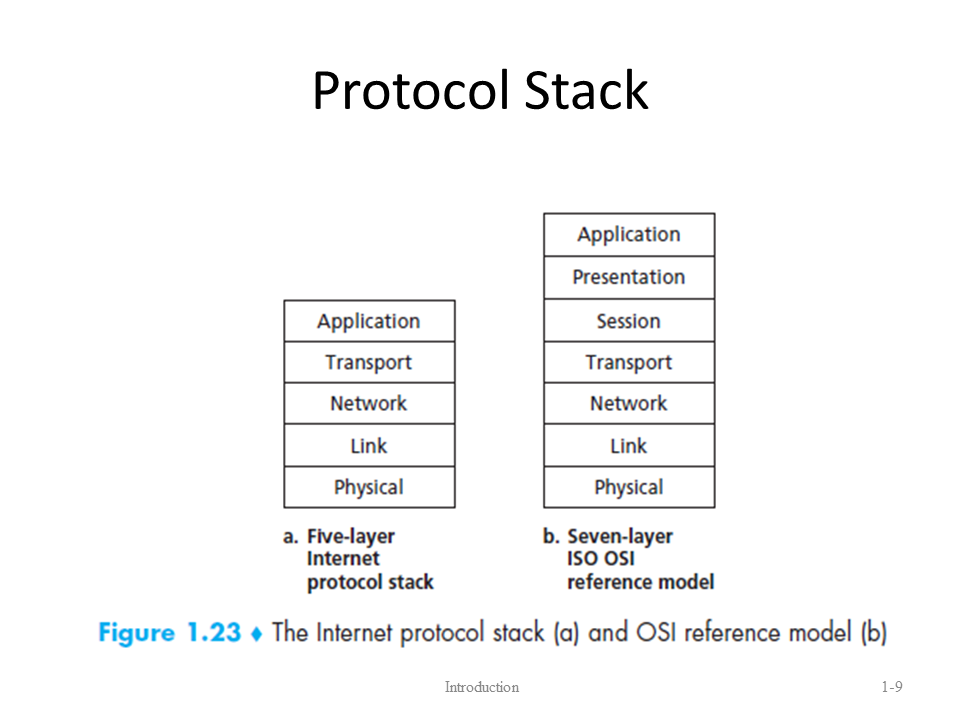 Protocol Stack
Application
Transport
Network
Link
Physical
a. Five-layer
Internet
protocol stack
Application
Presentation
Session
Transport
Network
Link
Physical
b. Seven-layer
ISO OSI
reference model
Figure 1.23 ♦ The Internet protocol stack (a) and OSI reference model (b)
Introduction
1-9